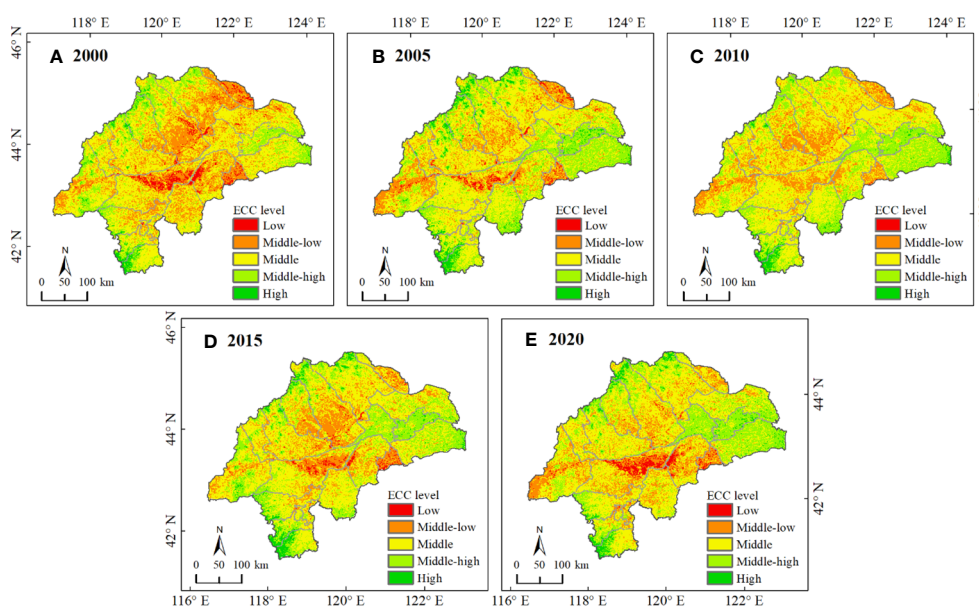 118° E 120° E 122° E 124° E 118° E 120° E 122° E 124° E 118° E 120° E 122° E 124° E
46° N
44° N
42° N
A 2000
ECC level
Low
Middle-low
Middle
Middle-high
High
N
0 50 100 km
B 2005
ECC level
Low
Middle-low
Middle
Middle-high
High
N
0 50 100 km
C 2010
ECC level
Low
Middle-low
Middle
Middle-high
High
N
0 50 100 km
46° N
44° N
42° N
D 2015
ECC level
Low
Middle-low
Middle
Middle-high
High
N
0 50 100 km
E 2020
ECC level
Low
Middle-low
Middle
Middle-high
High
N
0 50 100 km
44° N
42° N
116° E 118° E 120° E 122° E 116° E 118° E 120° E 122° E